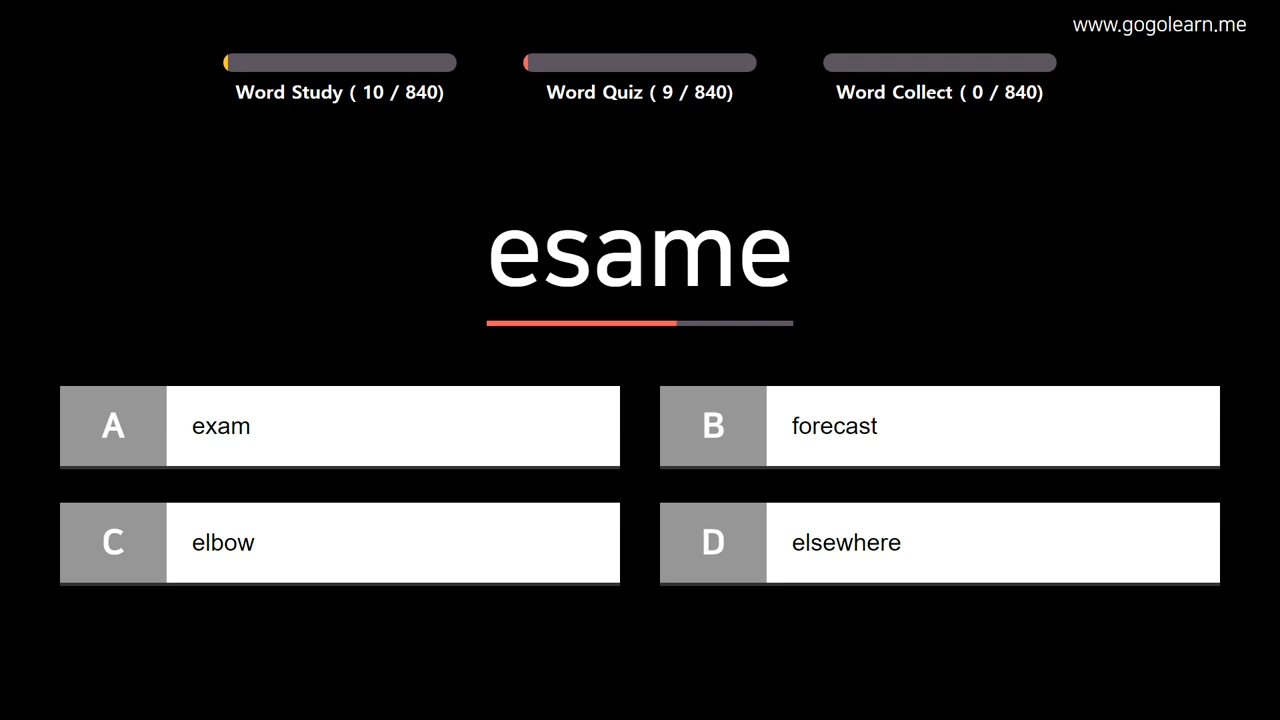 www.gogolearn.me
Word Study ( 10 / 840)
Word Quiz ( 9 / 840)
Word Collect ( 0 / 840)
esame
A exam
B forecast
C elbow
D elsewhere